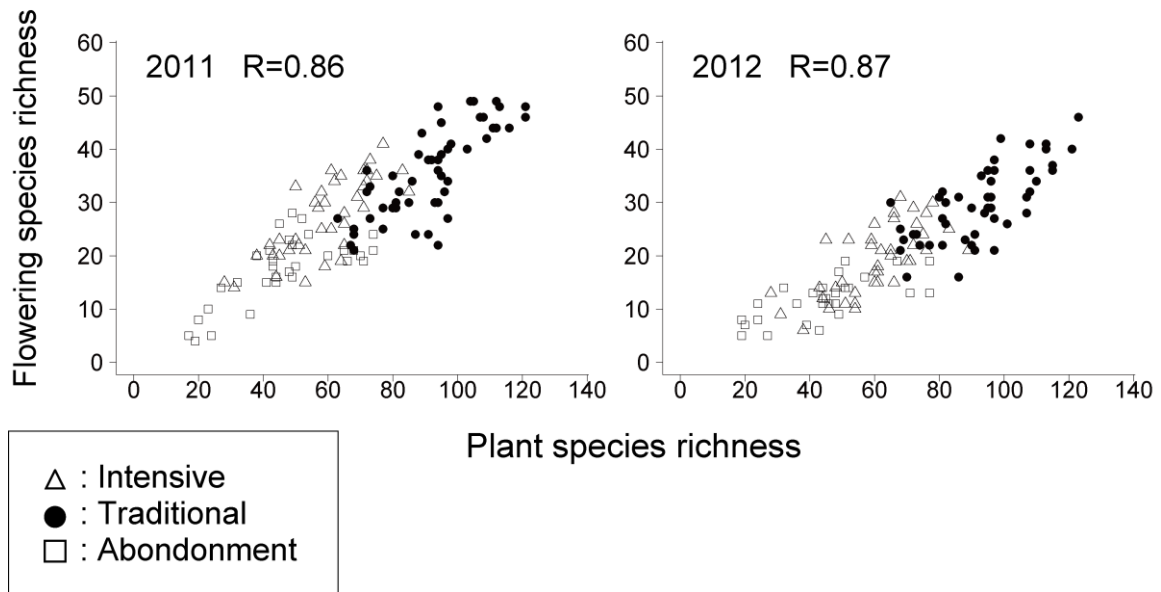 Flowering species richness
2011 R=0.86
60
50
40
30
20
10
0
0 20 40 60 80 100 120 140
2012 R=0.87
60
50
40
30
20
10
0
0 20 40 60 80 100 120 140
Plant species richness
△ : Intensive
● : Traditional
□ : Abondonment